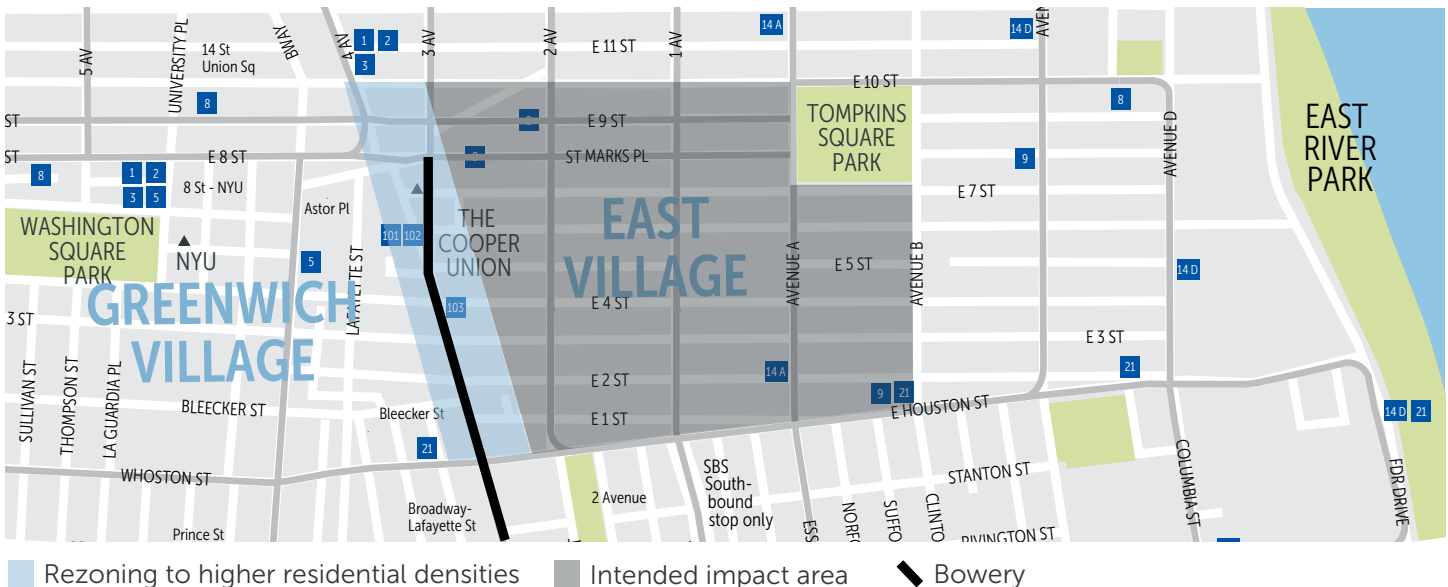 5 AV
UNIVERSITY PL
BWAY
4 AV
3 AV
2 AV
1 AV
14 A
14 D
1
2
3
14 St
Union Sq
E 11 ST
E 10 ST
8
8
E 9 ST
ST
TOMPKINS
SQUARE
PARK
AVENUE D
EAST
RIVER
PARK
ST
E 8 ST
ST MARKS PL
9
8
1
2
3
5
8 St - NYU
Astor Pl
E 7 ST
WASHINGTON
SQUARE
PARK
NYU
101
102
THE
COOPER
UNION
EAST
VILLAGE
5
LAFAYETTE ST
AVENUE A
E 5 ST
AVENUE B
14 D
GREENWICH
VILLAGE
103
E 4 ST
3 ST
E 3 ST
SULLIVAN ST
THOMPSON ST
LA GUARDIA PL
BLEECKER ST
Bleecker St
E 2 ST
14 A
9
21
21
E 1 ST
E HOUSTON ST
14 D
21
21
WHOSTON ST
Broadway-
Lafayette St
Prince St
2 Avenue
SBS
South-
bound
stop only
ESS
NORF
SUFFO
CLINTO
STANTON ST
RIVINGTON ST
COLUMBIA ST
FDR DRIVE
Rezoning to higher residential densities
Intended impact area
Bowery